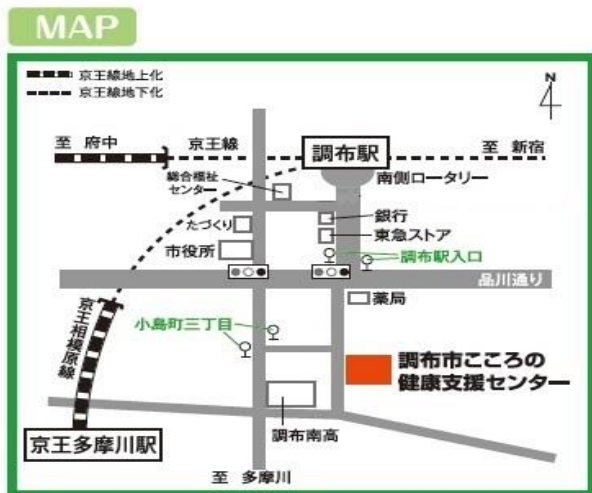 MAP
京王線地上化
京王線地下化
N
至 府中
京王線
調布駅
至 新宿
総合福祉
センター
南側ロータリー
たづくり
銀行
東急ストア
市役所
調布駅入口
品川通り
薬局
京王相模原線
小島町三丁目
調布市こころの
健康支援センター
京王多摩川駅
調布南高
至 多摩川